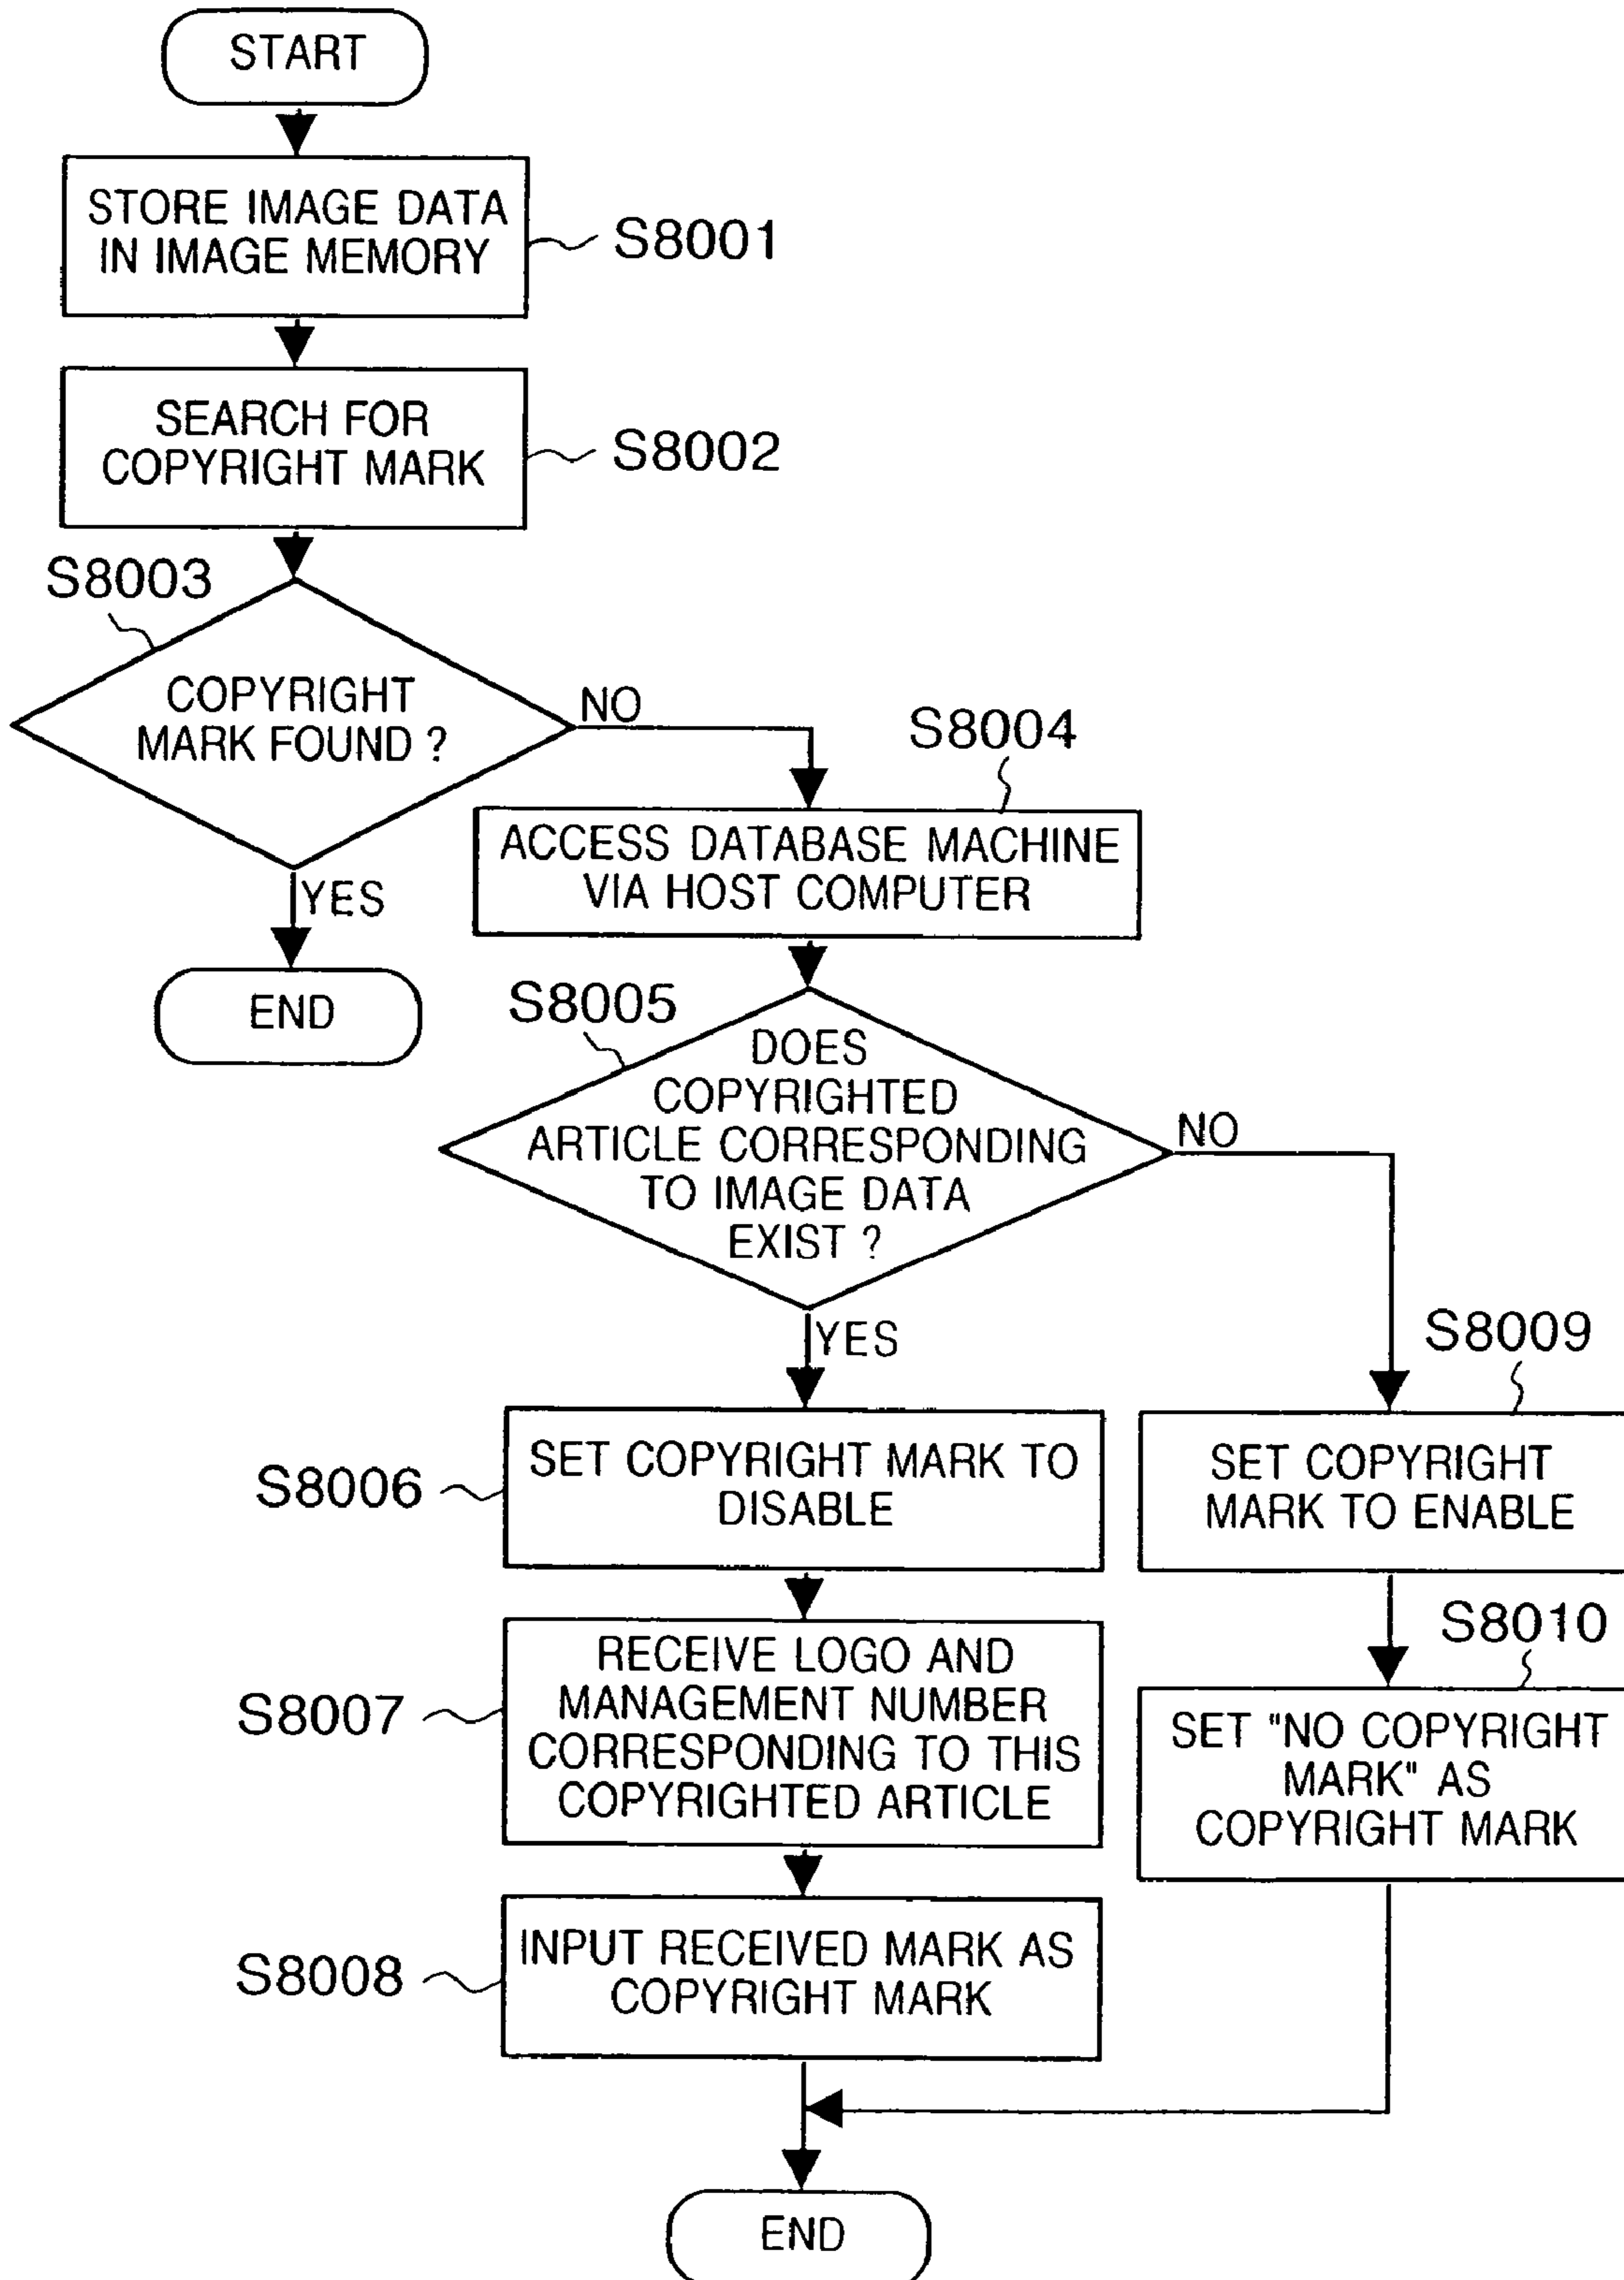 START
STORE IMAGE DATA
IN IMAGE MEMORY
S8001
SEARCH FOR
COPYRIGHT MARK
S8002
S8003
COPYRIGHT
MARK FOUND ?
NO
YES
END
S8004
ACCESS DATABASE MACHINE
VIA HOST COMPUTER
S8005
DOES
COPYRIGHTED
ARTICLE CORRESPONDING
TO IMAGE DATA
EXIST ?
NO
YES
S8006
SET COPYRIGHT MARK TO
DISABLE
S8007
RECEIVE LOGO AND
MANAGEMENT NUMBER
CORRESPONDING TO THIS
COPYRIGHTED ARTICLE
S8008
INPUT RECEIVED MARK AS
COPYRIGHT MARK
S8009
SET COPYRIGHT
MARK TO ENABLE
S8010
SET "NO COPYRIGHT
MARK" AS
COPYRIGHT MARK
END